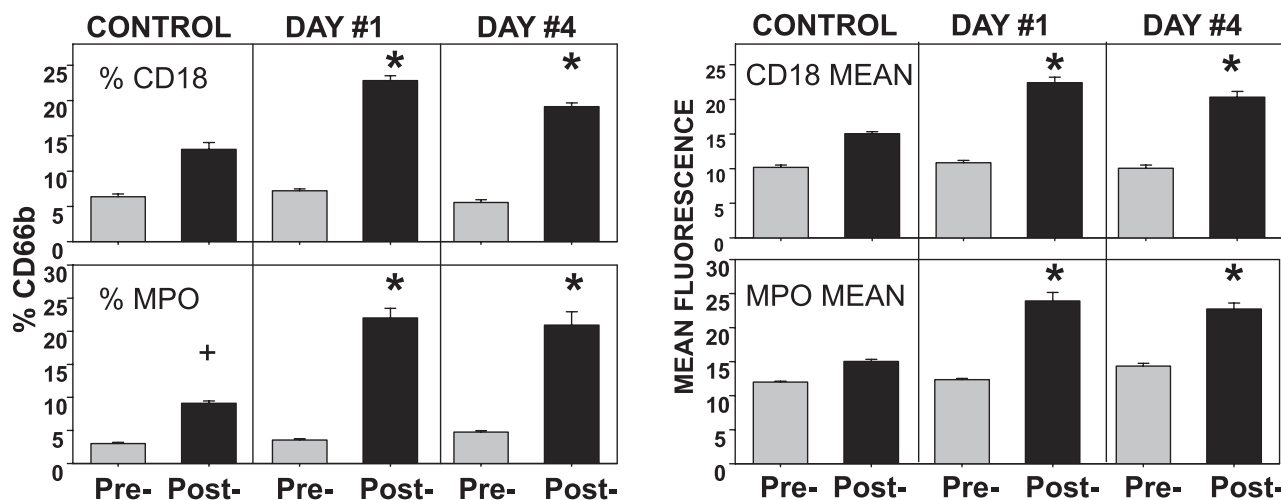 CONTROL DAY #1 DAY #4
% CD66b
25
20
15
10
5
0
% CD18
* *
30
25
20
15
10
5
0
% MPO
+ * *
Pre- Post- Pre- Post- Pre- Post-
CONTROL DAY #1 DAY #4
MEAN FLUORESCENCE
25
20
15
10
5
0
CD18 MEAN
* *
30
25
20
15
10
5
0
MPO MEAN
* *
Pre- Post- Pre- Post- Pre- Post-